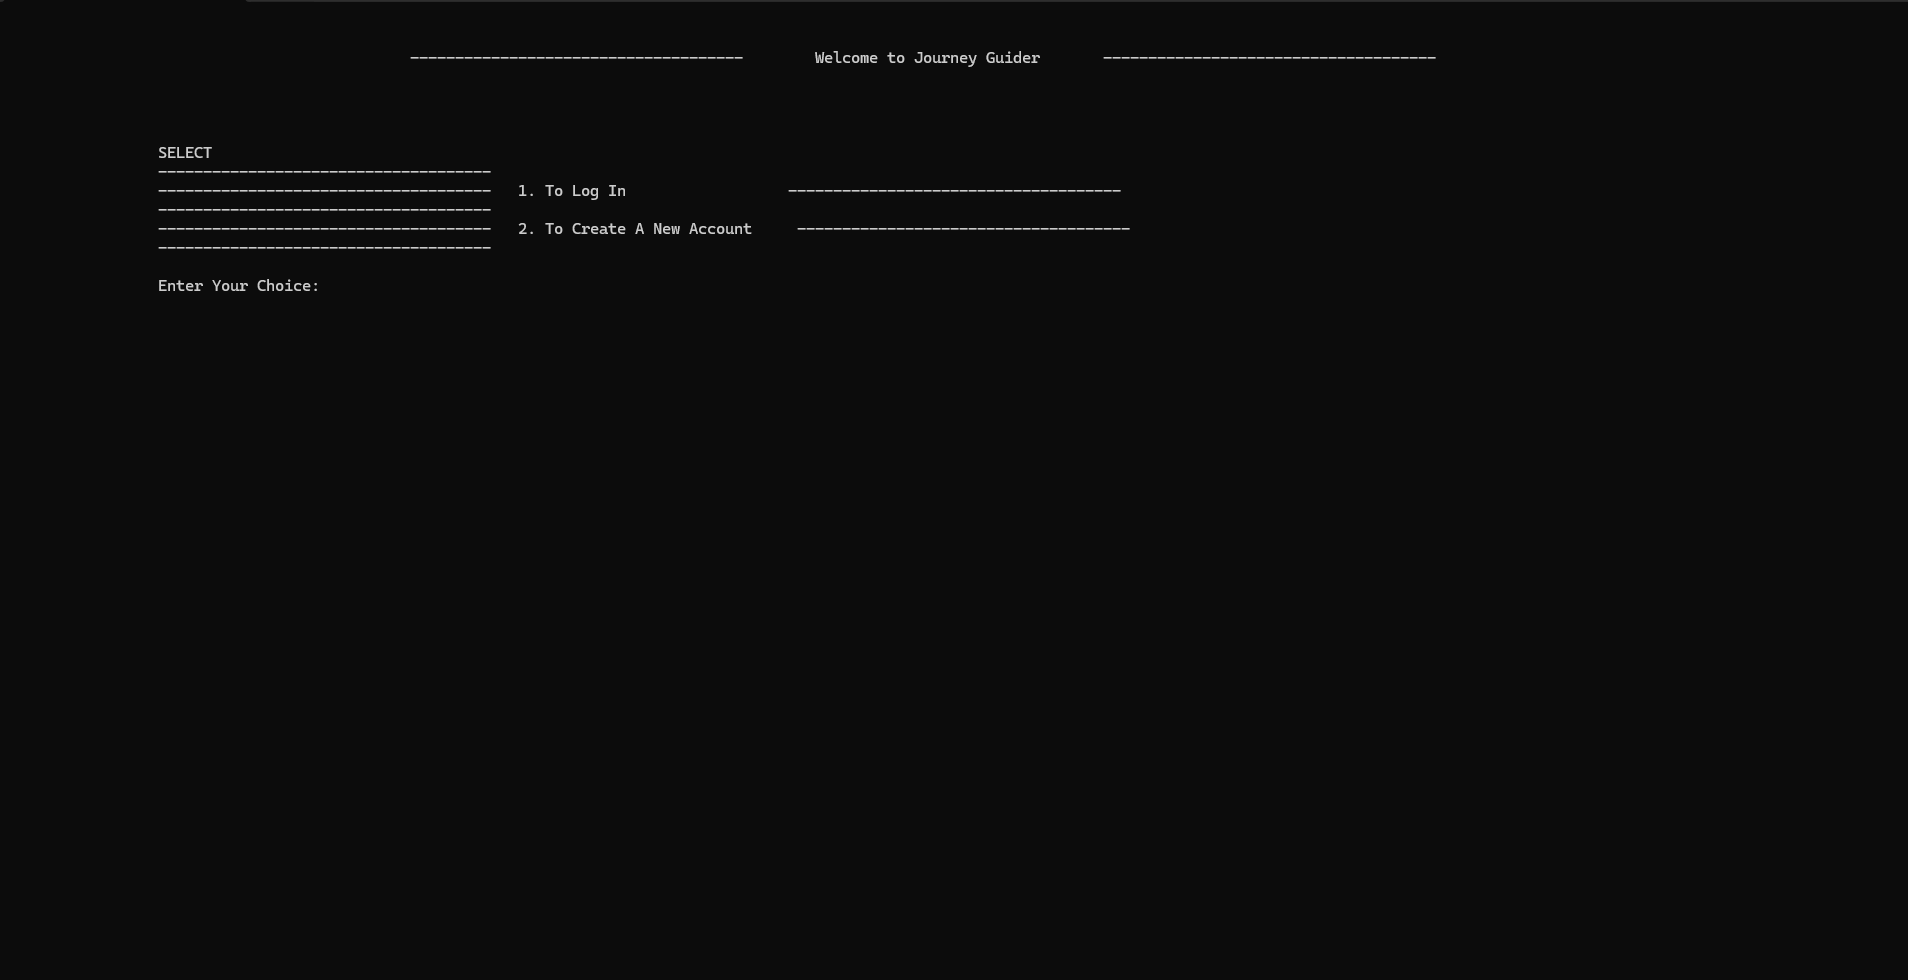 ------------------------------------- Welcome to Journey Guider -------------------------------------
SELECT
-------------------------------------
------------------------------------- 1. To Log In -------------------------------------
-------------------------------------
------------------------------------- 2. To Create A New Account -------------------------------------
-------------------------------------
Enter Your Choice: